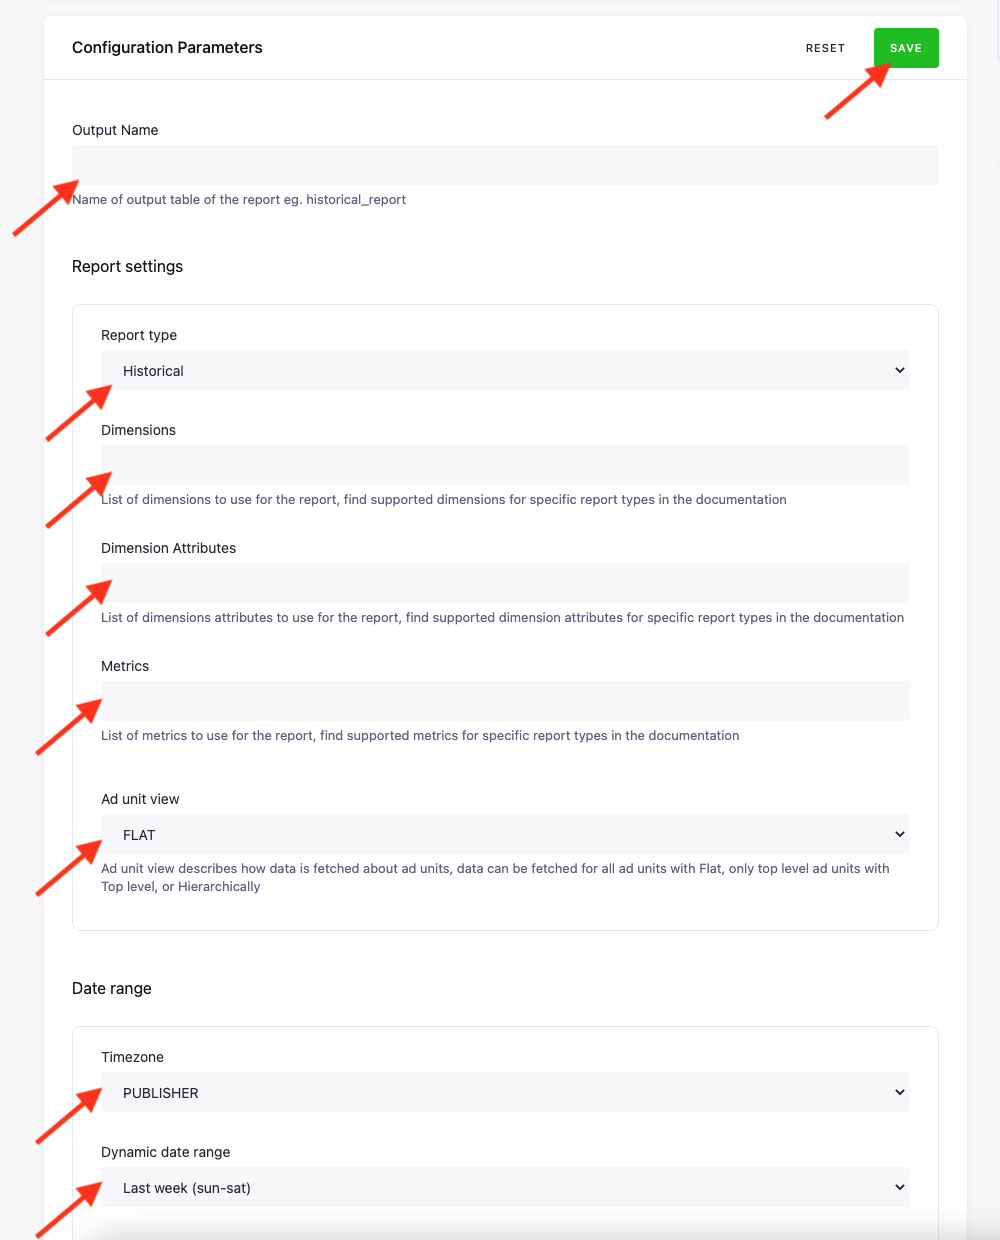 Configuration Parameters
RESET
SAVE
Output Name
Name of output table of the report eg. historical_report
Report settings
Report type
Historical
Dimensions
List of dimensions to use for the report, find supported dimensions for specific report types in the documentation
Dimension Attributes
List of dimensions attributes to use for the report, find supported dimension attributes for specific report types in the documentation
Metrics
List of metrics to use for the report, find supported metrics for specific report types in the documentation
Ad unit view
FLAT
Ad unit view describes how data is fetched about ad units, data can be fetched for all ad units with Flat, only top level ad units with
Top level, or Hierarchically
Date range
Timezone
PUBLISHER
Dynamic date range
Last week (sun-sat)